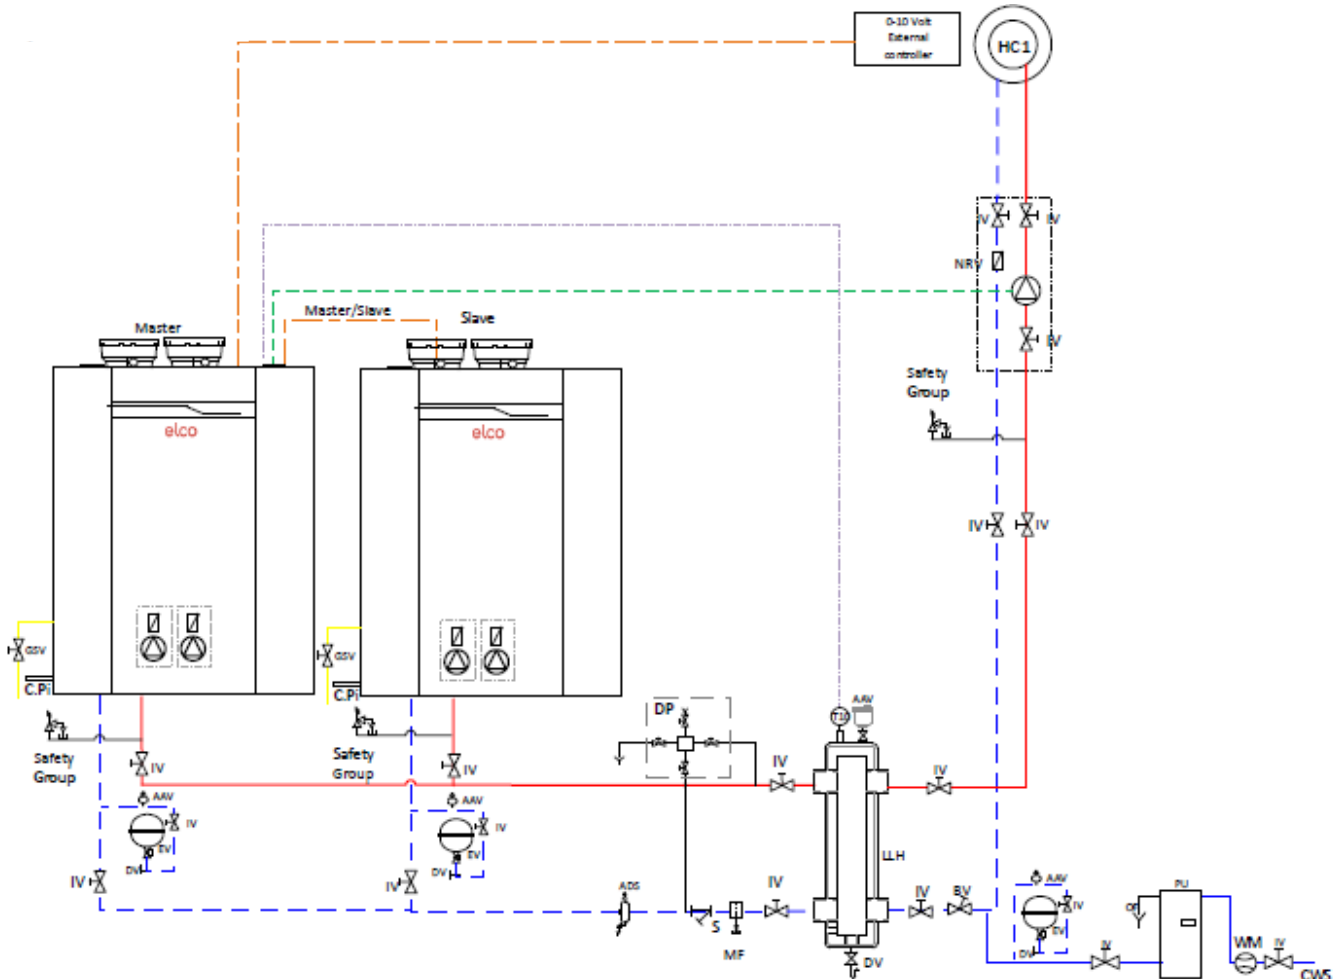 0-10 Volt
External
controller
HC1
IV
IV
NRV
IV
Master/Slave
Master
Slave
Safety
Group
elco
elco
IV
IV
GSV
GSV
C.Pi
C.Pi
DP
T10
AAV
Safety
Group
Safety
Group
IV
IV
IV
IV
AAV
AAV
IV
IV
EV
EV
DV
DV
LLH
IV
IV
ADS
S
IV
MF
IV
BV
AAV
IV
EV
DV
DV
PU
OF
IV
WM
IV
CWS